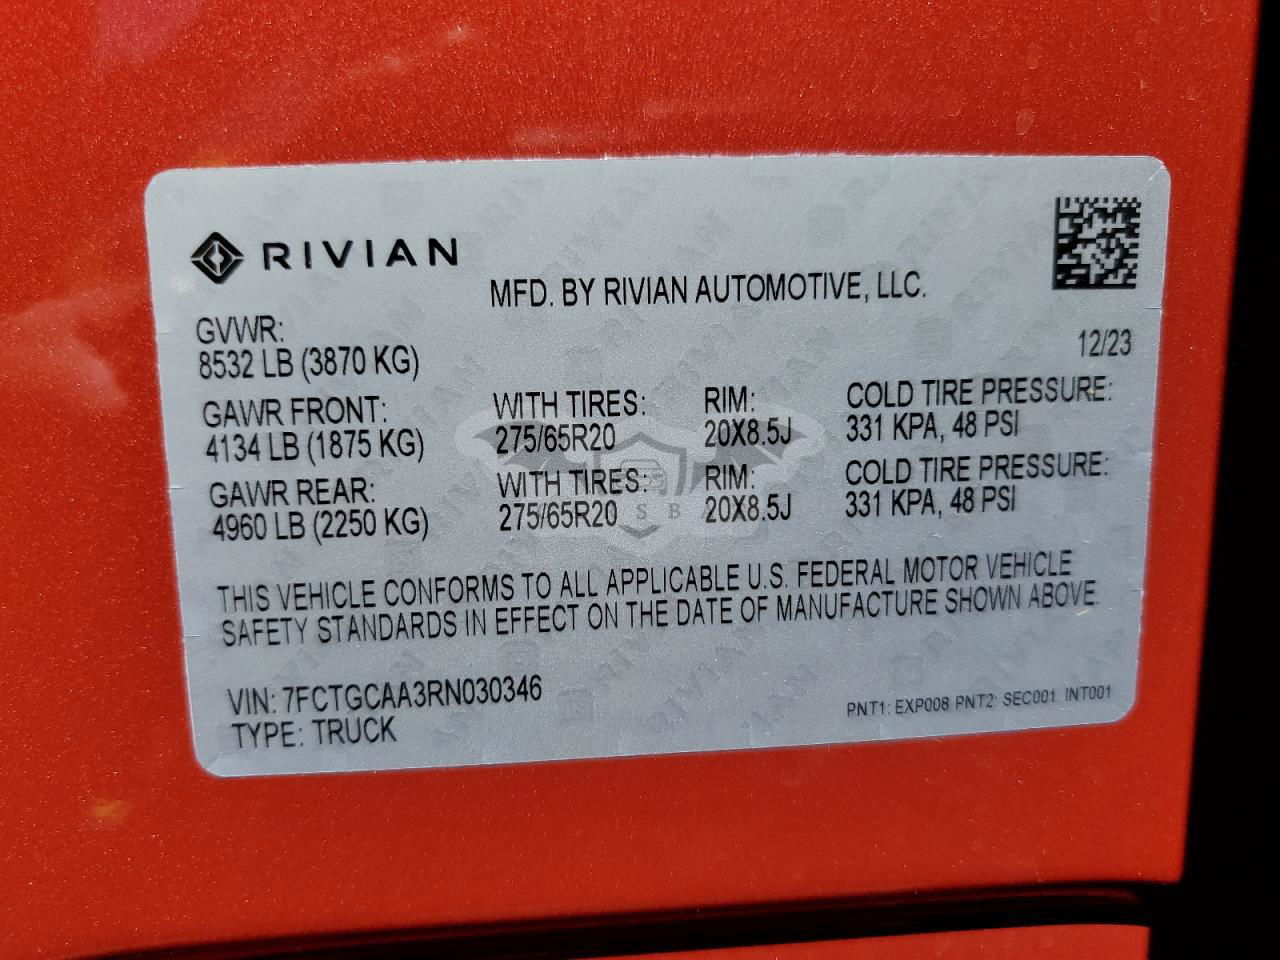 RIVIAN
MFD. BY RIVIAN AUTOMOTIVE, LLC.
GVWR:
8532 LB (3870 KG)
12/23
GAWR FRONT: WITH TIRES: RIM: COLD TIRE PRESSURE:
4134 LB (1875 KG) 275/65R20 20X8.5J 331 KPA, 48 PSI
GAWR REAR: WITH TIRES: RIM: COLD TIRE PRESSURE:
4960 LB (2250 KG) 275/65R20 20X8.5J 331 KPA, 48 PSI
THIS VEHICLE CONFORMS TO ALL APPLICABLE U.S. FEDERAL MOTOR VEHICLE
SAFETY STANDARDS IN EFFECT ON THE DATE OF MANUFACTURE SHOWN ABOVE.
VIN: 7FCTGCAA3RN030346
TYPE: TRUCK
PNT1: EXP008 PNT2: SEC001 INT001